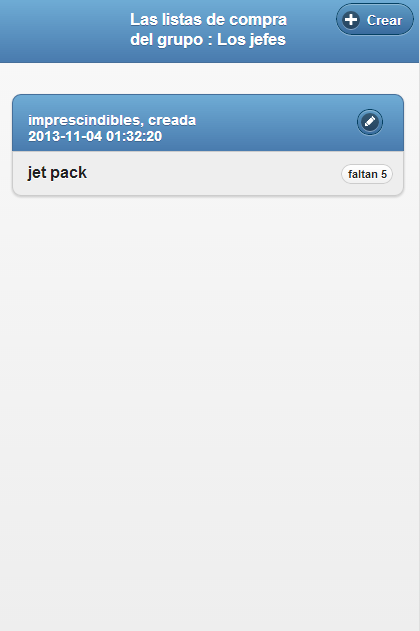 Las listas de compra
del grupo : Los jefes
Crear
imprescindibles, creada
2013-11-04 01:32:20
jet pack
faltan 5